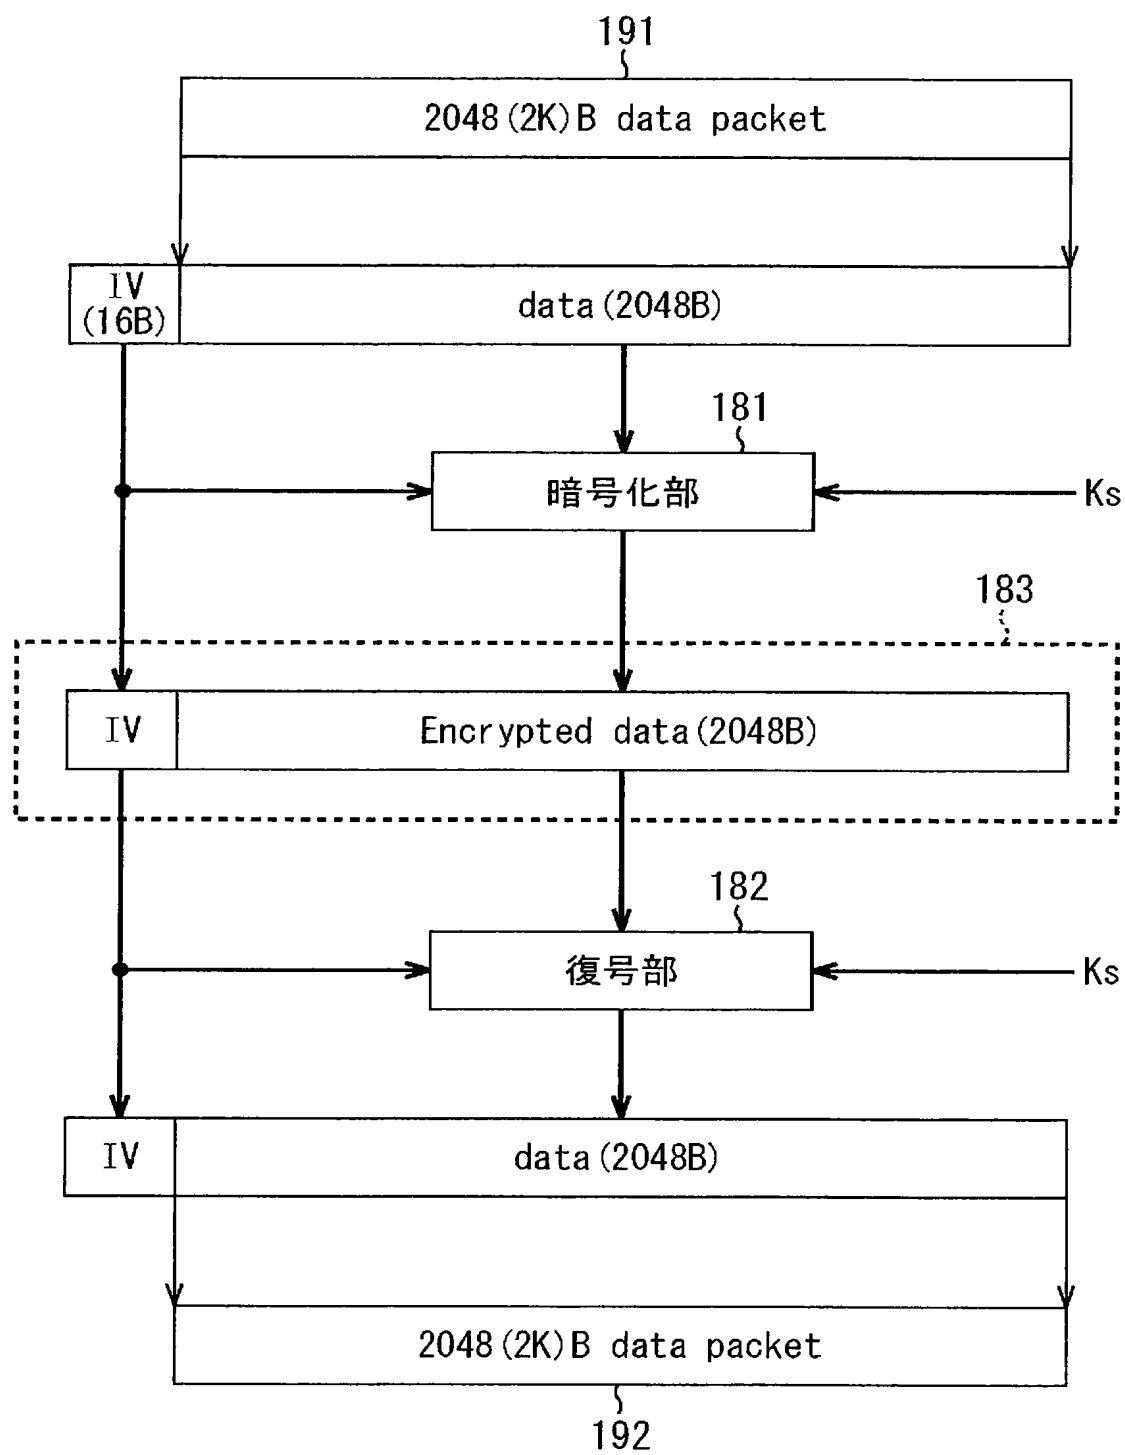 191
2048(2K)B data packet
IV
(16B)
data(2048B)
181
暗号化部
Ks
183
IV
Encrypted data(2048B)
182
復号部
Ks
IV
data(2048B)
2048(2K)B data packet
192